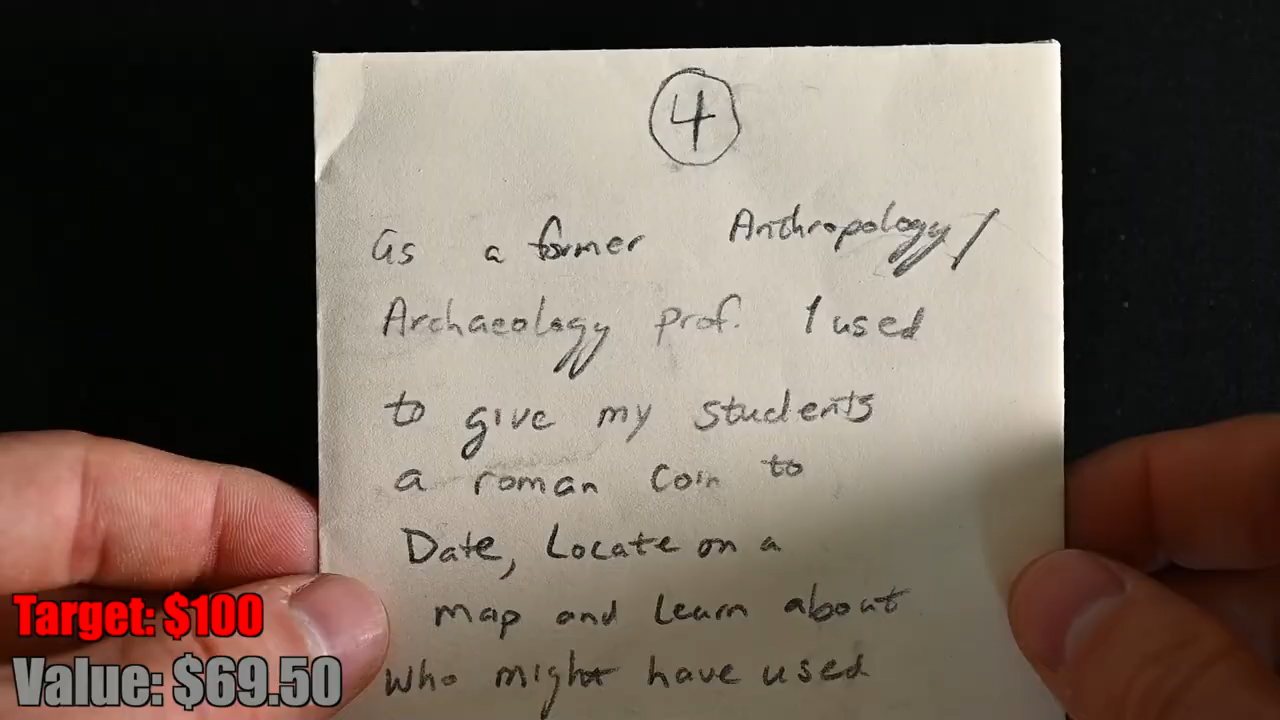 4
as a former Anthropology/
Archaeology prof. I used
to give my students
a roman coin to
Date, Locate on a
map and learn about
who might have used
Target: $100
Value: $69.50